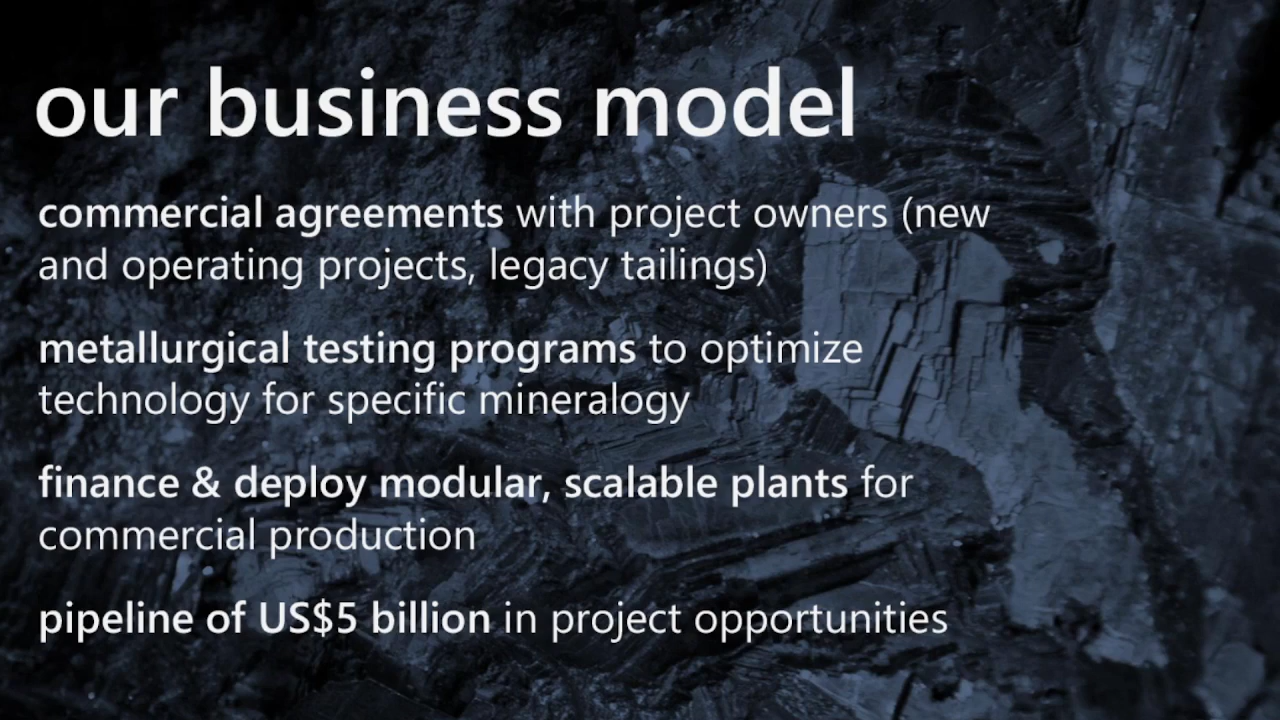 our business model
commercial agreements with project owners (new
and operating projects, legacy tailings)
metallurgical testing programs to optimize
technology for specific mineralogy
finance & deploy modular, scalable plants for
commercial production
pipeline of US$5 billion in project opportunities